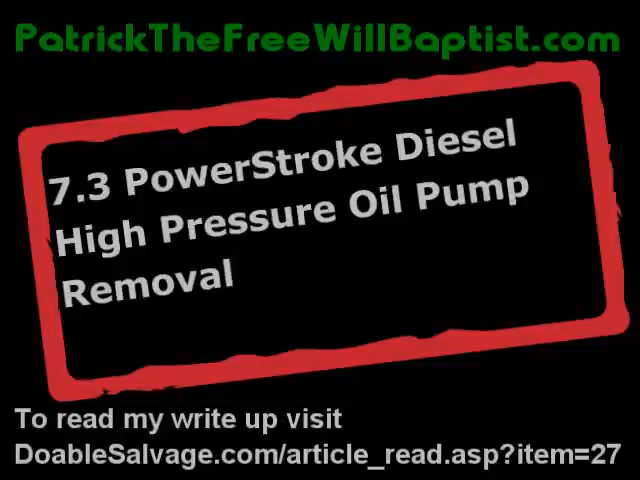 PatrickTheFreeWillBaptist.com
7.3 PowerStroke Diesel
High Pressure Oil Pump
Removal
To read my write up visit
DoableSalvage.com/article_read.asp?item=27